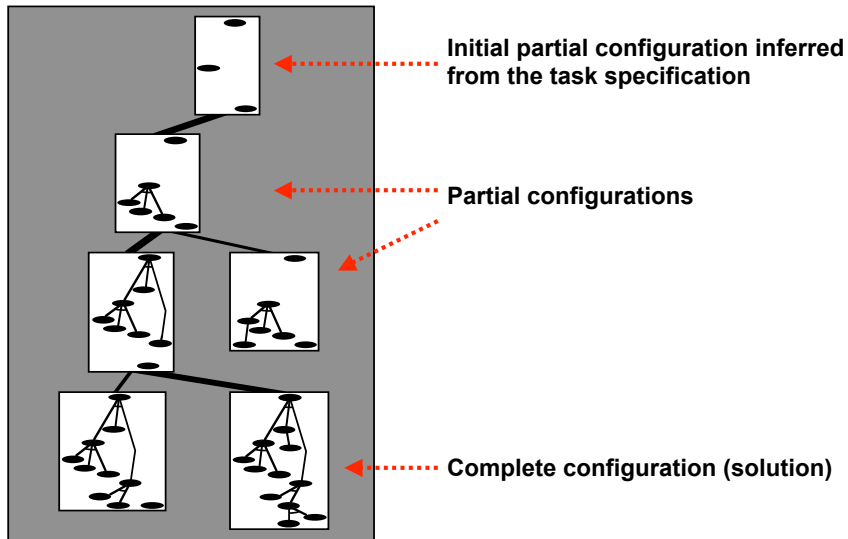 Initial partial configuration inferred
from the task specification
Partial configurations
Complete configuration (solution)